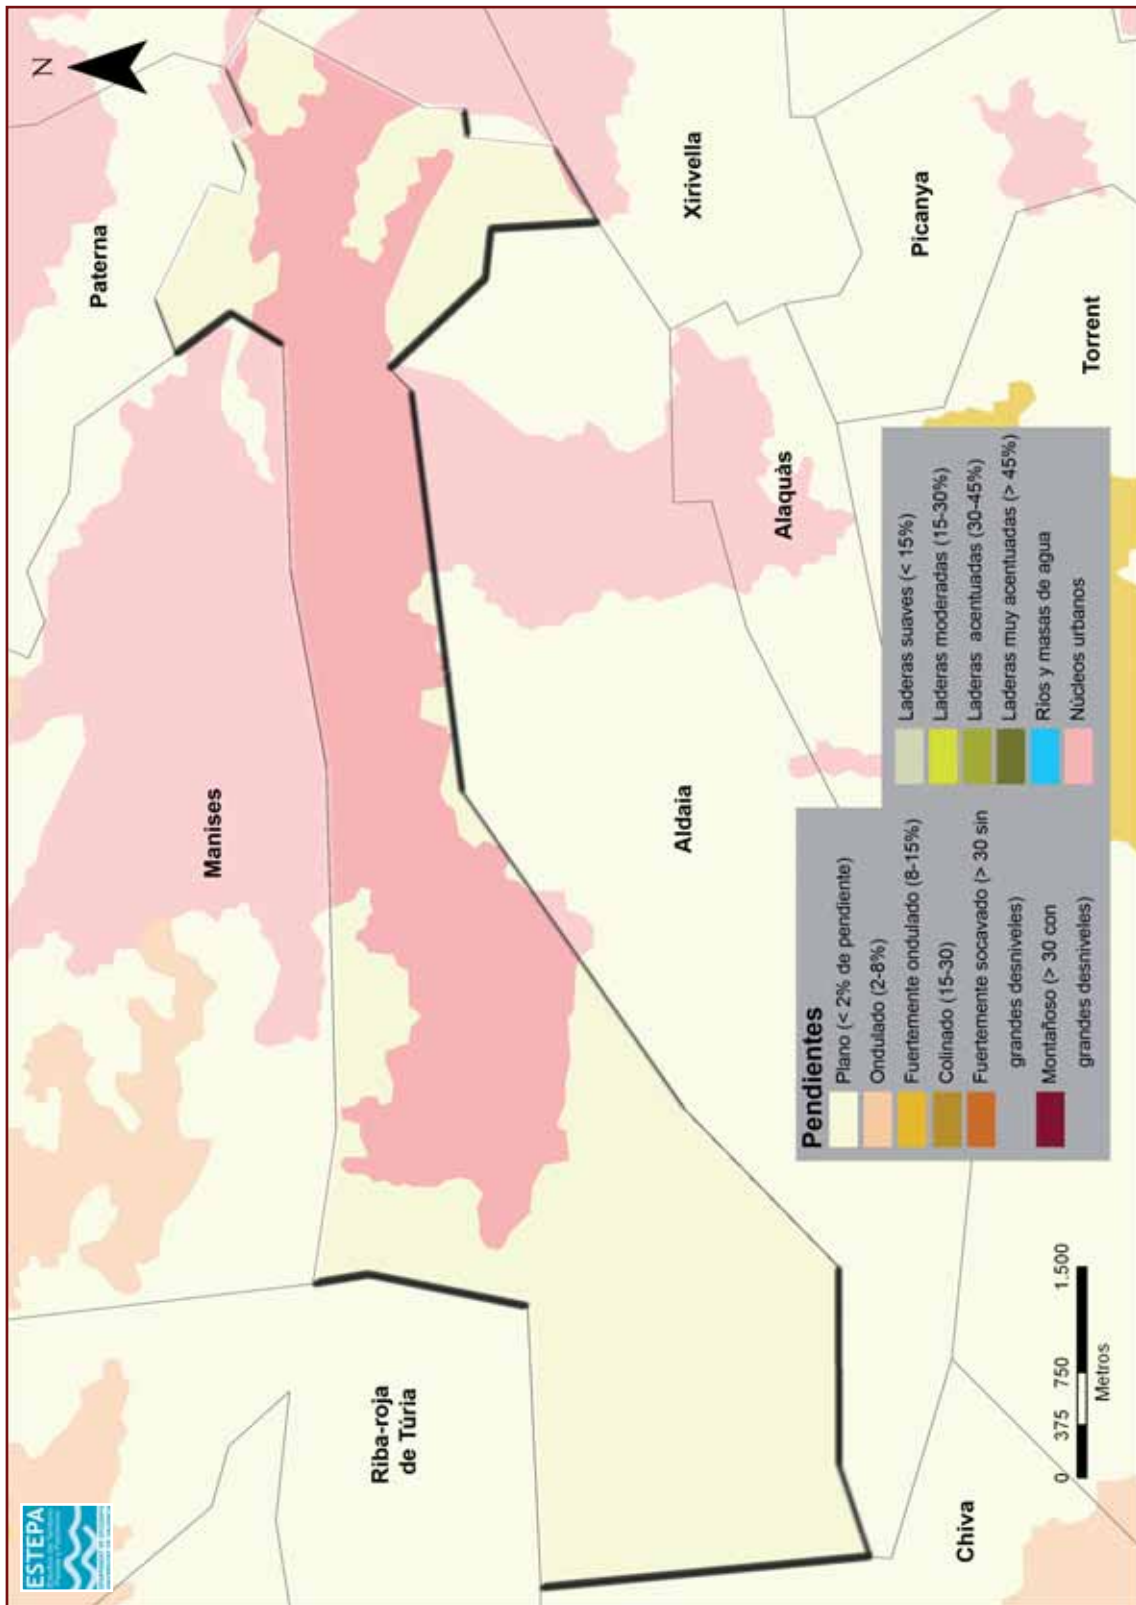 ESTEPA
N
Paterna
Manises
Riba-roja
de Túria
Xirivella
Picanya
Alaquàs
Aldaia
Torrent
Chiva
Pendientes
Plano (< 2% de pendiente)
Ondulado (2-8%)
Fuertemente ondulado (8-15%)
Colinado (15-30)
Fuertemente socavado (> 30 sin
grandes desniveles)
Montañoso (> 30 con
grandes desniveles)
Laderas suaves (< 15%)
Laderas moderadas (15-30%)
Laderas acentuadas (30-45%)
Laderas muy acentuadas (> 45%)
Rios y masas de agua
Núcleos urbanos
0 375 750 1.500
Metros